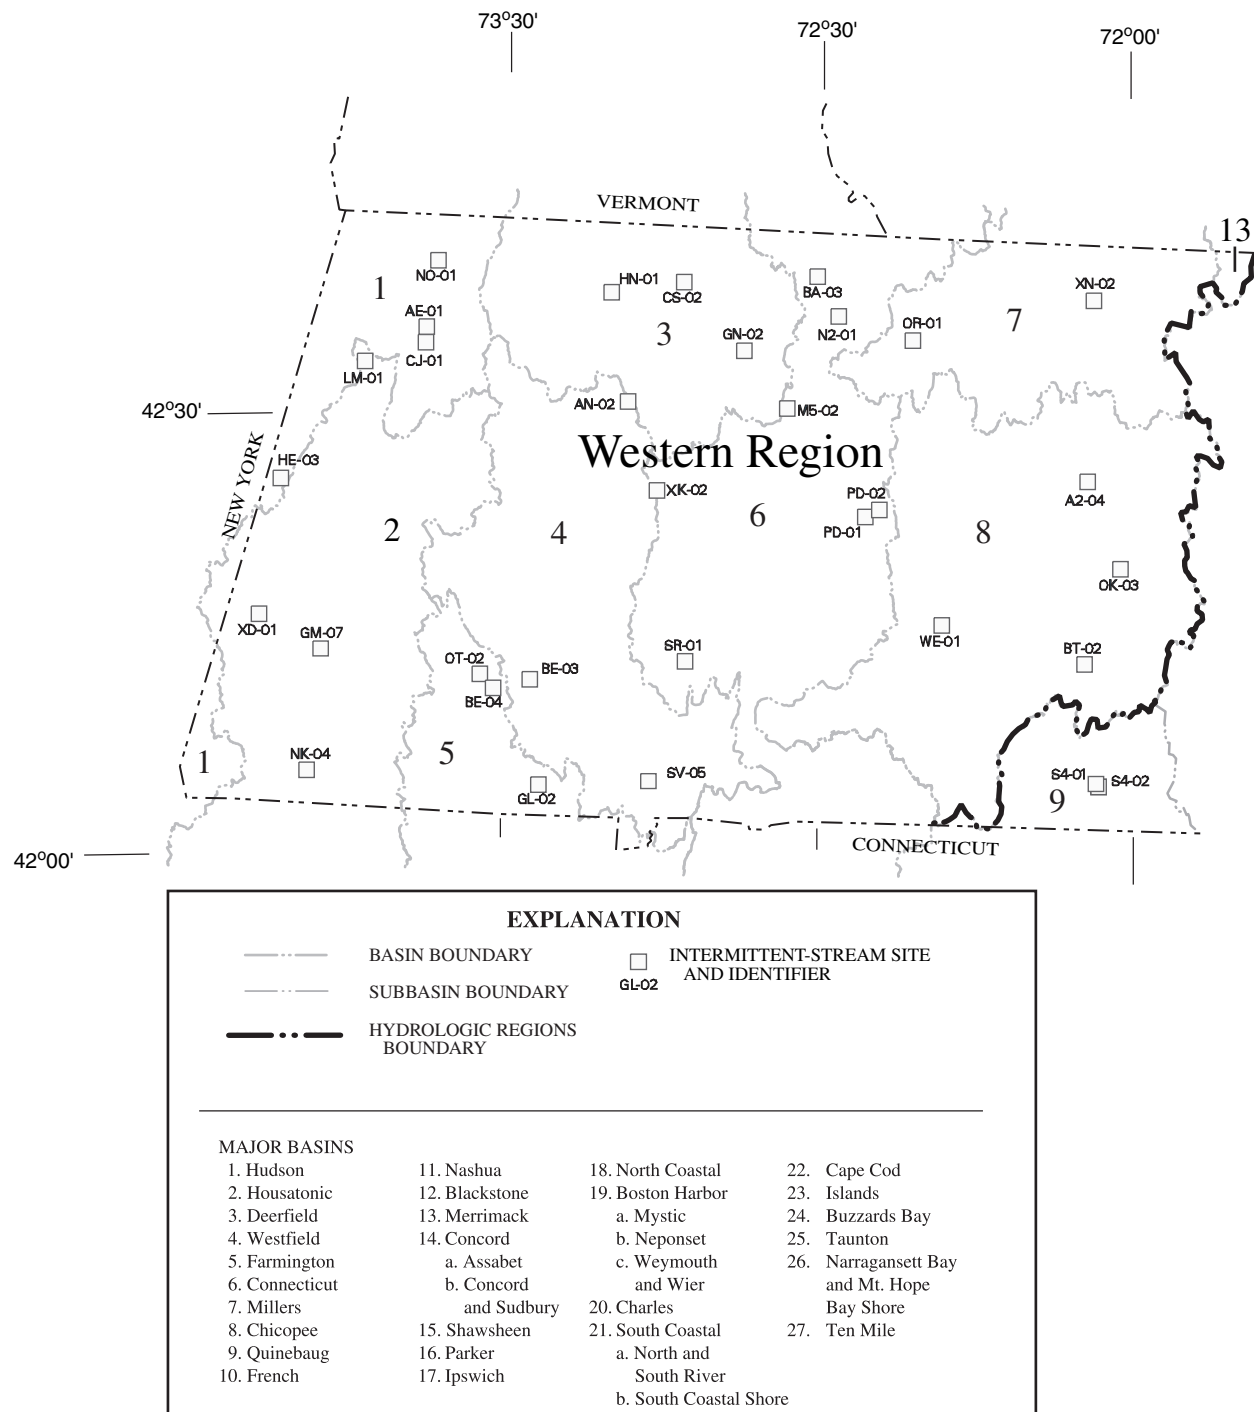 73°30'
72°30'
72°00'
VERMONT
13
NO-01
1
HN-01
CS-02
BA-03
XN-02
AE-01
3
N2-01
OR-01
7
GN-02
CJ-01
LM-01
AN-02
M5-02
42°30'
Western Region
NEW YORK
HE-03
XK-02
PD-02
A2-04
2
4
6
PD-01
8
OK-03
XD-01
GM-07
WE-01
SR-01
BT-02
OT-02
BE-03
BE-04
1
NK-04
5
SV-05
GL-02
S4-01
S4-02
9
CONNECTICUT
42°00'
EXPLANATION
BASIN BOUNDARY
SUBBASIN BOUNDARY
HYDROLOGIC REGIONS
BOUNDARY
INTERMITTENT-STREAM SITE
AND IDENTIFIER
GL-02
MAJOR BASINS
1. Hudson
2. Housatonic
3. Deerfield
4. Westfield
5. Farmington
6. Connecticut
7. Millers
8. Chicopee
9. Quinebaug
10. French
11. Nashua
12. Blackstone
13. Merrimack
14. Concord
a. Assabet
b. Concord
and Sudbury
15. Shawsheen
16. Parker
17. Ipswich
18. North Coastal
19. Boston Harbor
a. Mystic
b. Neponset
c. Weymouth
and Wier
20. Charles
21. South Coastal
a. North and
South River
b. South Coastal Shore
22. Cape Cod
23. Islands
24. Buzzards Bay
25. Taunton
26. Narragansett Bay
and Mt. Hope
Bay Shore
27. Ten Mile